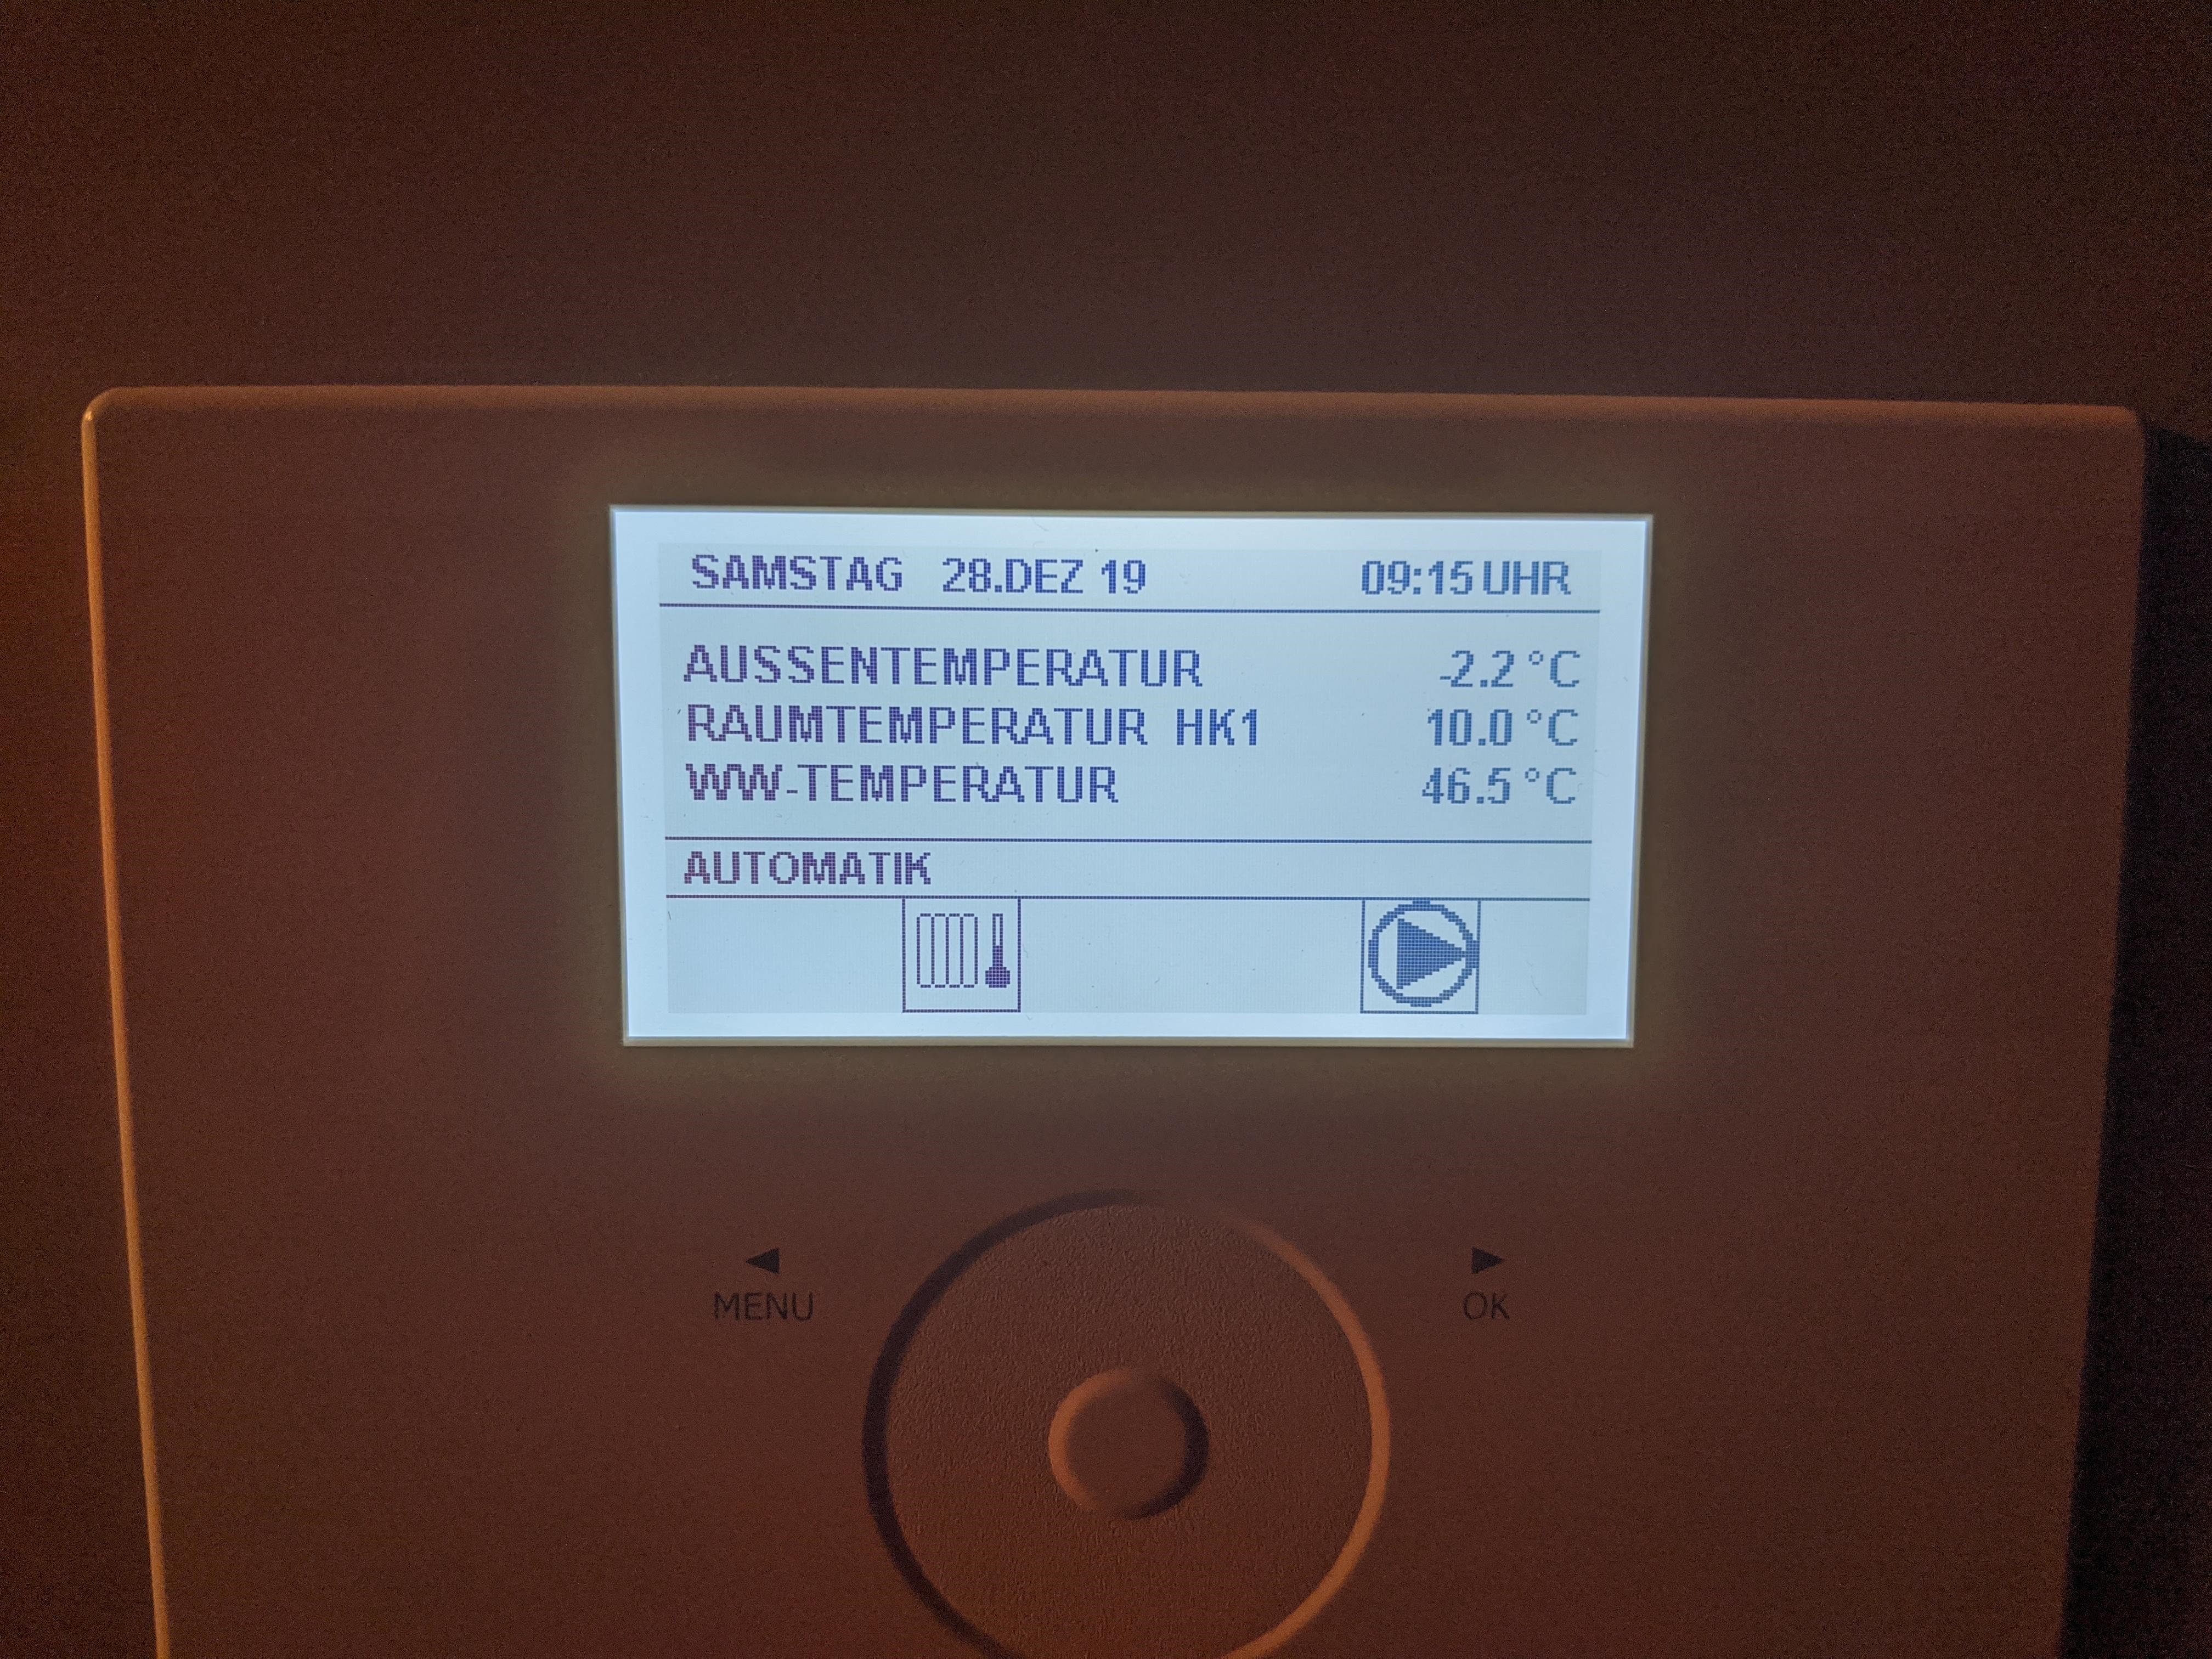 SAMSTAG 28.DEZ 19 09:15 UHR
AUSSENTEMPERATUR -2.2 °C
RAUMTEMPERATUR HK1 10.0 °C
WW-TEMPERATUR 46.5 °C
AUTOMATIK
MENU OK